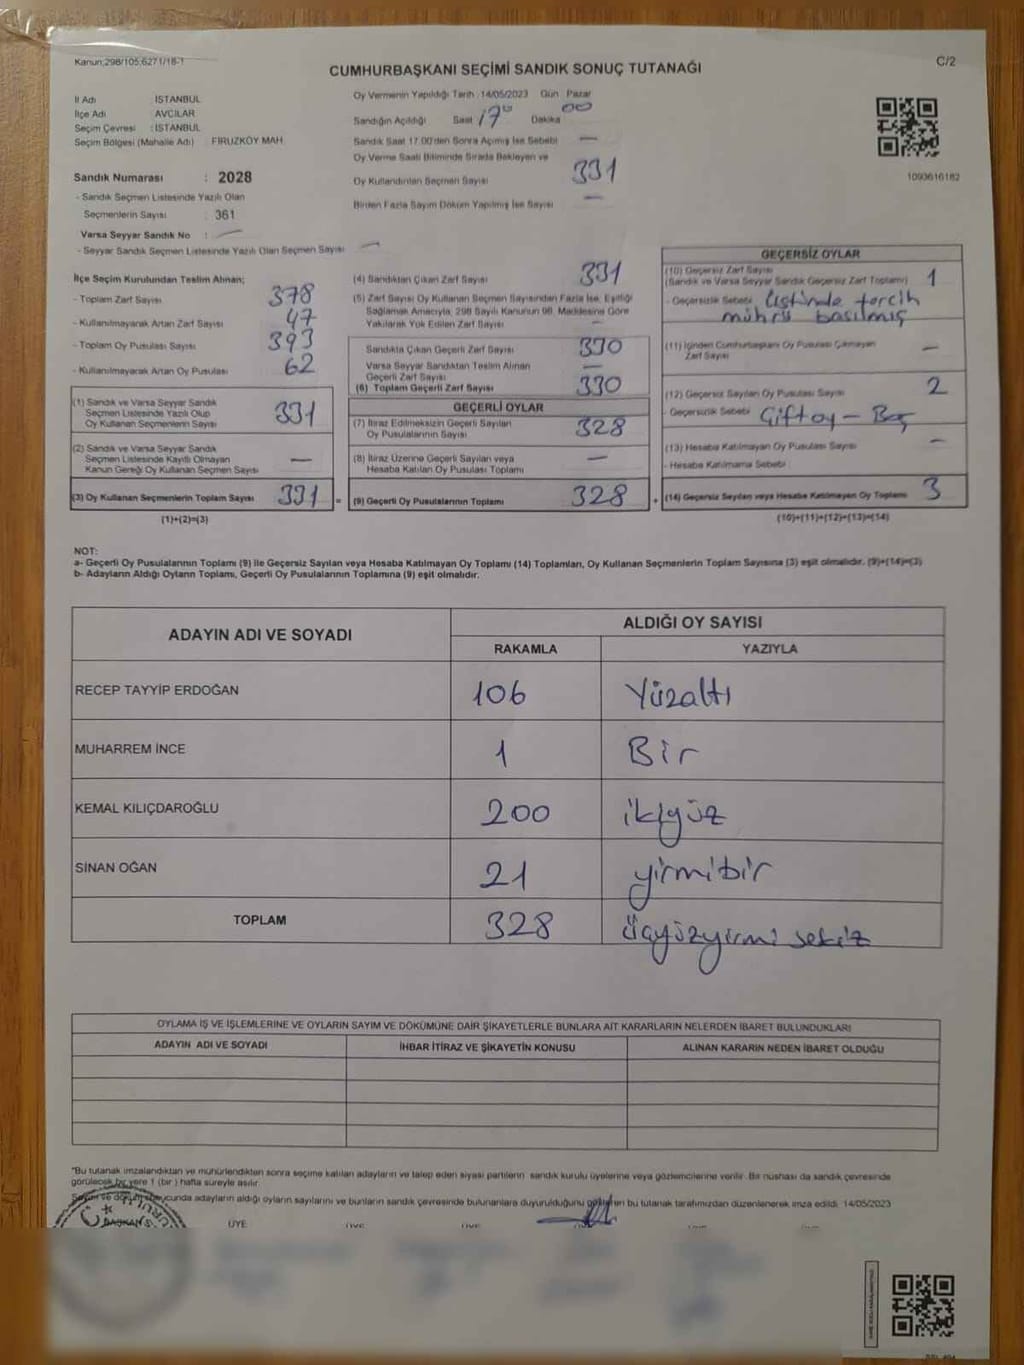 Kanun:298/105;6271/18-1
C/2
CUMHURBAŞKANI SEÇİMİ SANDIK SONUÇ TUTANAĞI
İl Adı İSTANBUL
İlçe Adı AVCILAR
Seçim Çevresi : İSTANBUL
Seçim Bölgesi (Mahalle Adı) : FİRUZKÖY MAH.
Sandık Numarası : 2028
- Sandık Seçmen Listesinde Yazılı Olan
Seçmenlerin Sayısı : 361
Varsa Seyyar Sandık No : —
- Seyyar Sandık Seçmen Listesinde Yazılı Olan Seçmen Sayısı —
Oy Vermenin Yapıldığı Tarih : 14/05/2023 Gün Pazar
Sandığın Açıldığı Saat 17⁰⁰ Dakika 00
Sandık Saat 17.00'den Sonra Açılmış İse Sebebi —
Oy Verme Saati Bitiminde Sırada Bekleyen ve
Oy Kullandırılan Seçmen Sayısı 331
Birden Fazla Sayım Döküm Yapılmış İse Sayısı —
1093616162
İlçe Seçim Kurulundan Teslim Alınan;
- Toplam Zarf Sayısı 378
- Kullanılmayarak Artan Zarf Sayısı 47
- Toplam Oy Pusulası Sayısı 393
- Kullanılmayarak Artan Oy Pusulası 62
(1) Sandık ve Varsa Seyyar Sandık
Seçmen Listesinde Yazılı Olup
Oy Kullanan Seçmenlerin Sayısı 331
(2) Sandık ve Varsa Seyyar Sandık
Seçmen Listesinde Kayıtlı Olmayan
Kanun Gereği Oy Kullanan Seçmen Sayısı —
(3) Oy Kullanan Seçmenlerin Toplam Sayısı 331 =
(1)+(2)=(3)
(4) Sandıktan Çıkan Zarf Sayısı 331
(5) Zarf Sayısı Oy Kullanan Seçmen Sayısından Fazla İse, Eşitliği
Sağlamak Amacıyla, 298 Sayılı Kanunun 98. Maddesine Göre
Yakılarak Yok Edilen Zarf Sayısı —
Sandıkta Çıkan Geçerli Zarf Sayısı 330
Varsa Seyyar Sandıktan Teslim Alınan
Geçerli Zarf Sayısı —
(6) Toplam Geçerli Zarf Sayısı 330
GEÇERLİ OYLAR
(7) İtiraz Edilmeksizin Geçerli Sayılan
Oy Pusulalarının Sayısı 328
(8) İtiraz Üzerine Geçerli Sayılan veya
Hesaba Katılan Oy Pusulası Toplamı —
(9) Geçerli Oy Pusulalarının Toplamı 328 +
GEÇERSİZ OYLAR
(10) Geçersiz Zarf Sayısı
(Sandık ve Varsa Seyyar Sandık Geçersiz Zarf Toplamı) 1
- Geçersizlik Sebebi Üstünde tercih
mührü basılmış
(11) İçinden Cumhurbaşkanı Oy Pusulası Çıkmayan
Zarf Sayısı —
(12) Geçersiz Sayılan Oy Pusulası Sayısı 2
- Geçersizlik Sebebi Çift oy - Boş
(13) Hesaba Katılmayan Oy Pusulası Sayısı —
- Hesaba Katılmama Sebebi
(14) Geçersiz Sayılan veya Hesaba Katılmayan Oy Toplamı 3
(10)+(11)+(12)+(13)=(14)
NOT:
a- Geçerli Oy Pusulalarının Toplamı (9) ile Geçersiz Sayılan veya Hesaba Katılmayan Oy Toplamı (14) Toplamları, Oy Kullanan Seçmenlerin Toplam Sayısına (3) eşit olmalıdır. (9)+(14)=(3)
b- Adayların Aldığı Oyların Toplamı, Geçerli Oy Pusulalarının Toplamına (9) eşit olmalıdır.
ADAYIN ADI VE SOYADI
ALDIĞI OY SAYISI
RAKAMLA YAZIYLA
RECEP TAYYİP ERDOĞAN 106 Yüzaltı
MUHARREM İNCE 1 Bir
KEMAL KILIÇDAROĞLU 200 ikiyüz
SİNAN OĞAN 21 yirmibir
TOPLAM 328 üçyüzyirmi sekiz
OYLAMA İŞ VE İŞLEMLERİNE VE OYLARIN SAYIM VE DÖKÜMÜNE DAİR ŞİKAYETLERLE BUNLARA AİT KARARLARIN NELERDEN İBARET BULUNDUKLARI
ADAYIN ADI VE SOYADI İHBAR İTİRAZ VE ŞİKAYETİN KONUSU ALINAN KARARIN NEDEN İBARET OLDUĞU
"Bu tutanak imzalandıktan ve mühürlendikten sonra seçime katılan adayların ve talep eden siyasi partilerin sandık kurulu üyelerine veya gözlemcilerine verilir. Bir nüshası da sandık çevresinde
görülecek bir yere 1 (bir) hafta süreyle asılır.
adayların aldığı oyların sayılarını ve bunların sandık çevresinde bulunanlara duyurulduğunu bu tutanak tarafımızdan düzenlenerek imza edildi. 14/05/2023
BAŞKAN ÜYE ÜYE ÜYE